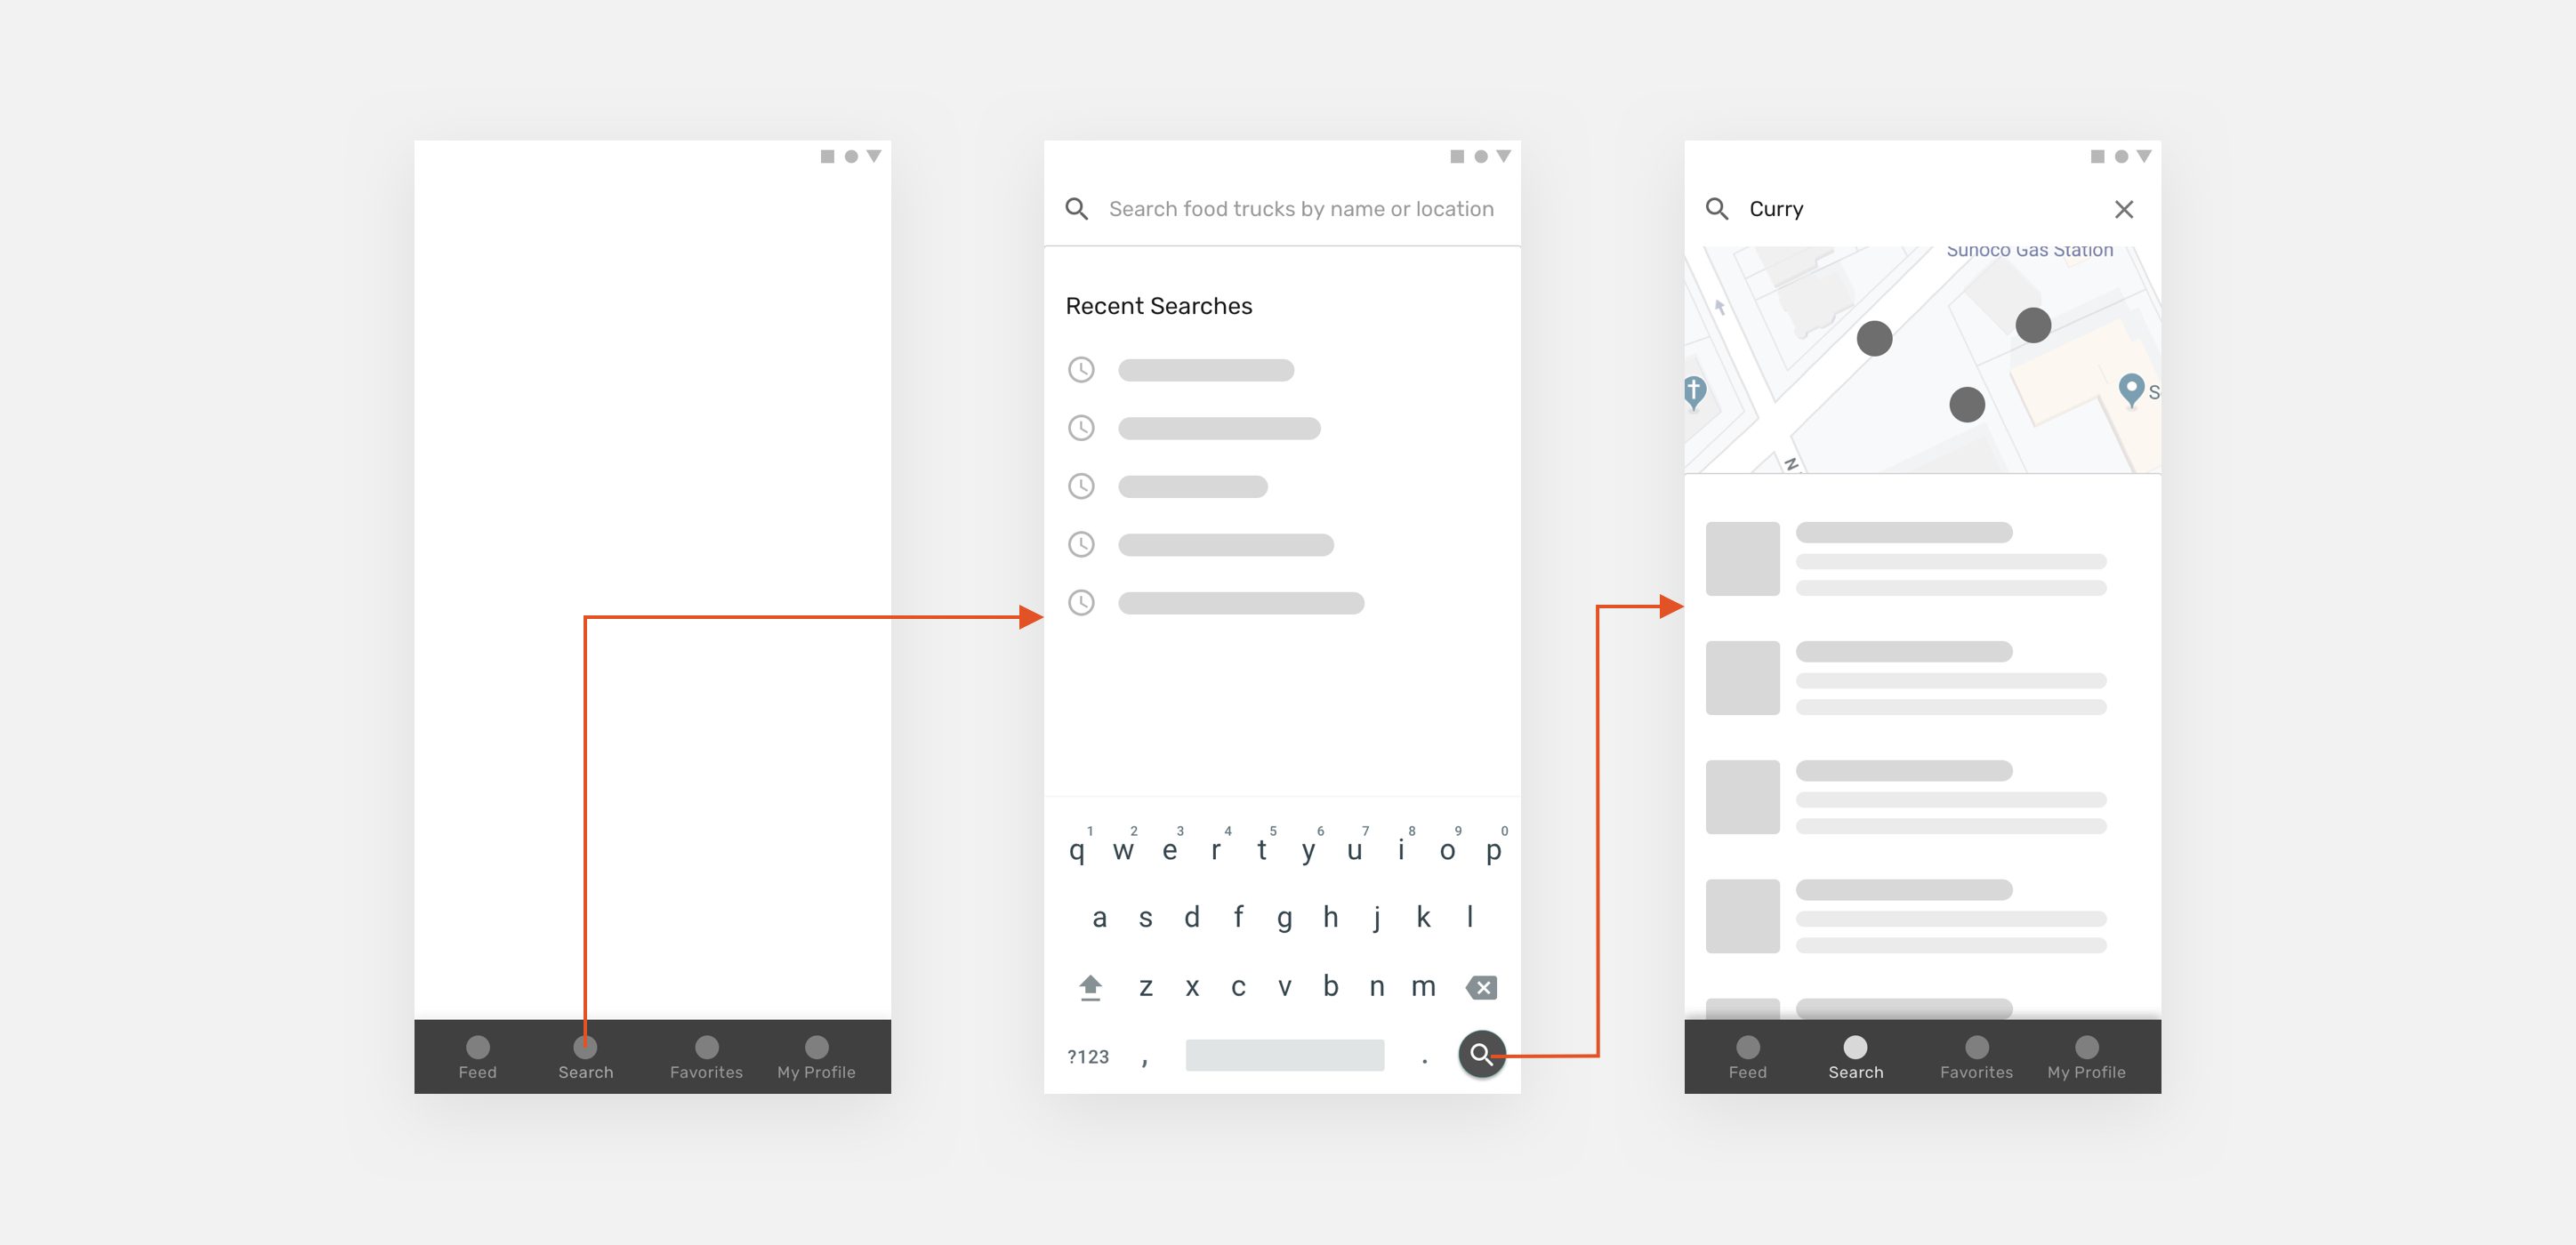 Feed Search Favorites My Profile
Search food trucks by name or location
Recent Searches
1 2 3 4 5 6 7 8 9 0
q w e r t y u i o p
a s d f g h j k l
z x c v b n m
?123 , .
Curry
Sunoco Gas Station
S
N
Feed Search Favorites My Profile